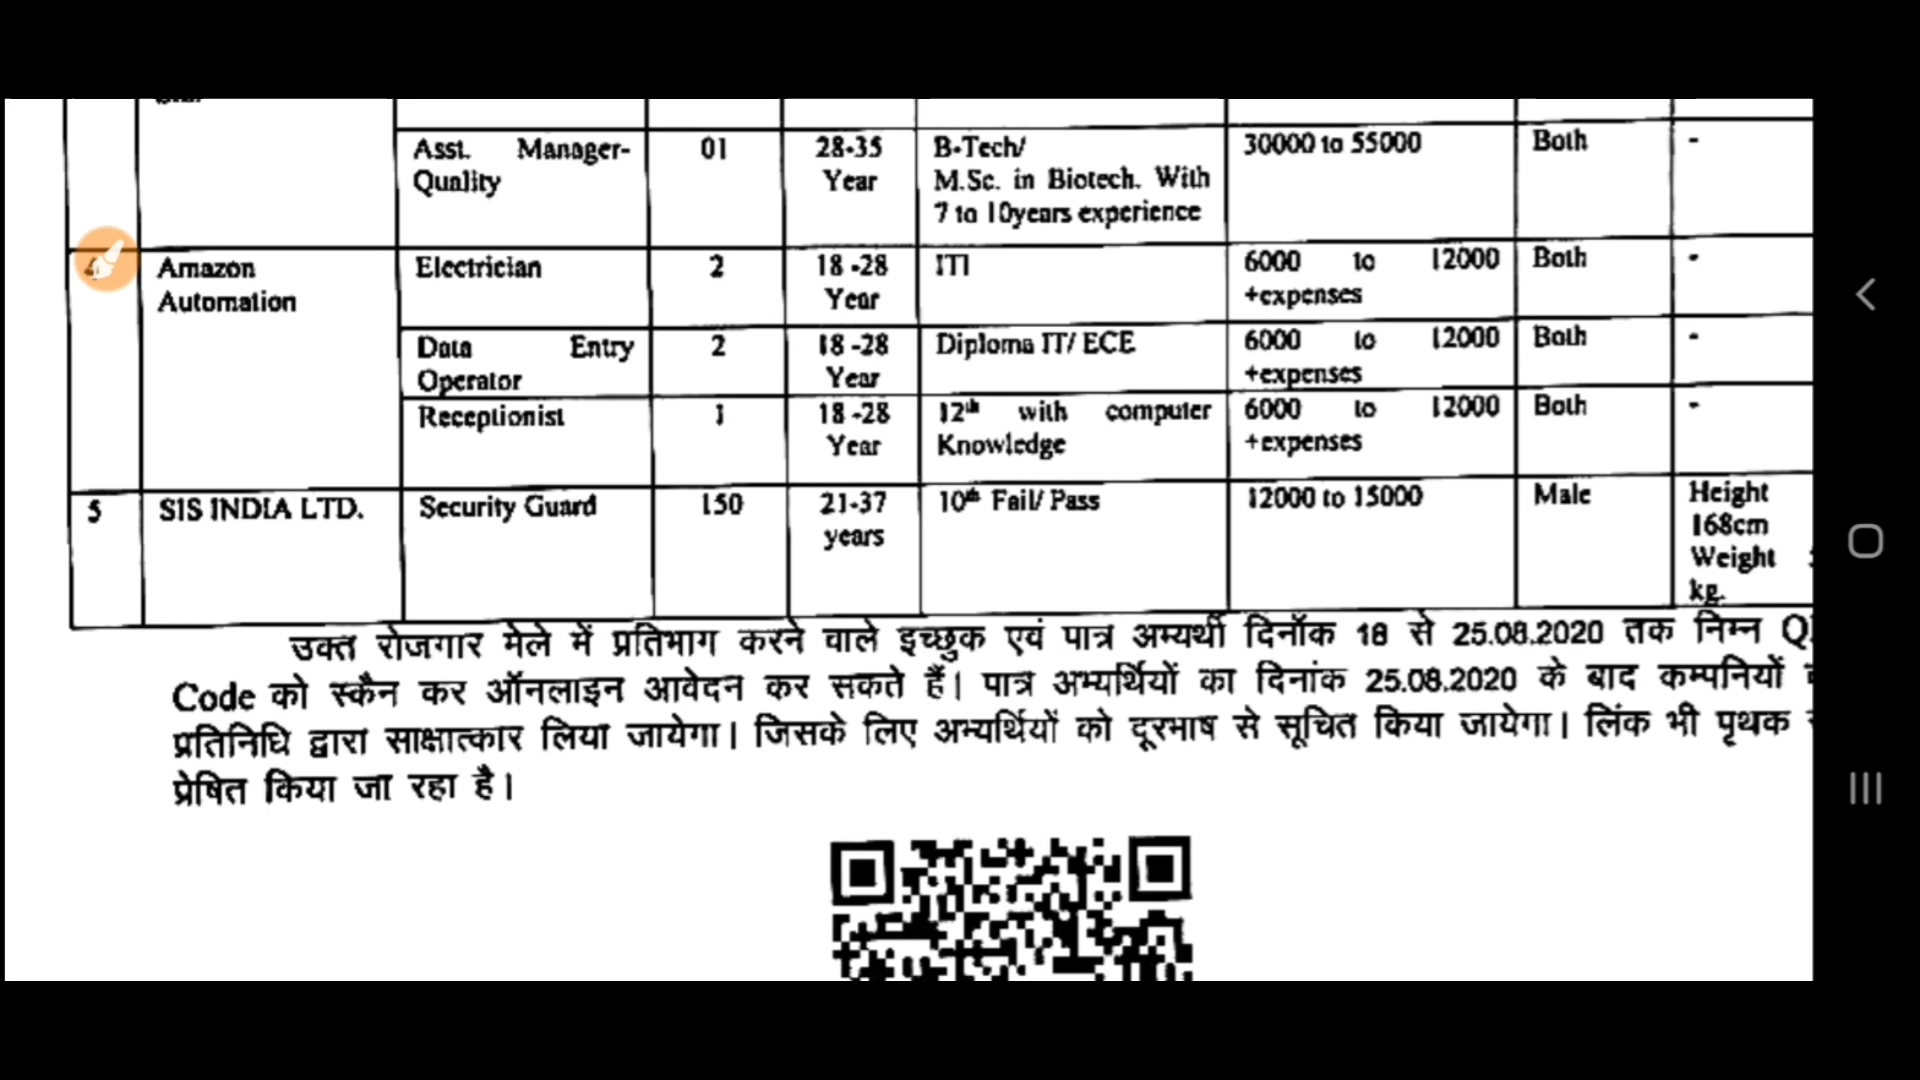 Asst. Manager- 01 28-35 B-Tech/ 30000 to 55000 Both -
Quality Year M.Sc. in Biotech. With
7 to 10years experience
Amazon Electrician 2 18 -28 ITI 6000 to 12000 Both -
Automation Year +expenses
Data Entry 2 18 -28 Diploma IT/ ECE 6000 to 12000 Both -
Operator Year +expenses
Receptionist 1 18 -28 12th with computer 6000 to 12000 Both -
Year Knowledge +expenses
5 SIS INDIA LTD. Security Guard 150 21-37 10th Fail/ Pass 12000 to 15000 Male Height
years 168cm
Weight
kg.
उक्त रोजगार मेले में प्रतिभाग करने वाले इच्छुक एवं पात्र अभ्यर्थी दिनॉक 18 से 25.08.2020 तक निम्न
Code को स्कैन कर ऑनलाइन आवेदन कर सकते हैं। पात्र अभ्यर्थियों का दिनांक 25.08.2020 के बाद कम्पनियों
प्रतिनिधि द्वारा साक्षात्कार लिया जायेगा। जिसके लिए अभ्यर्थियों को दूरभाष से सूचित किया जायेगा। लिंक भी पृथक
प्रेषित किया जा रहा है।